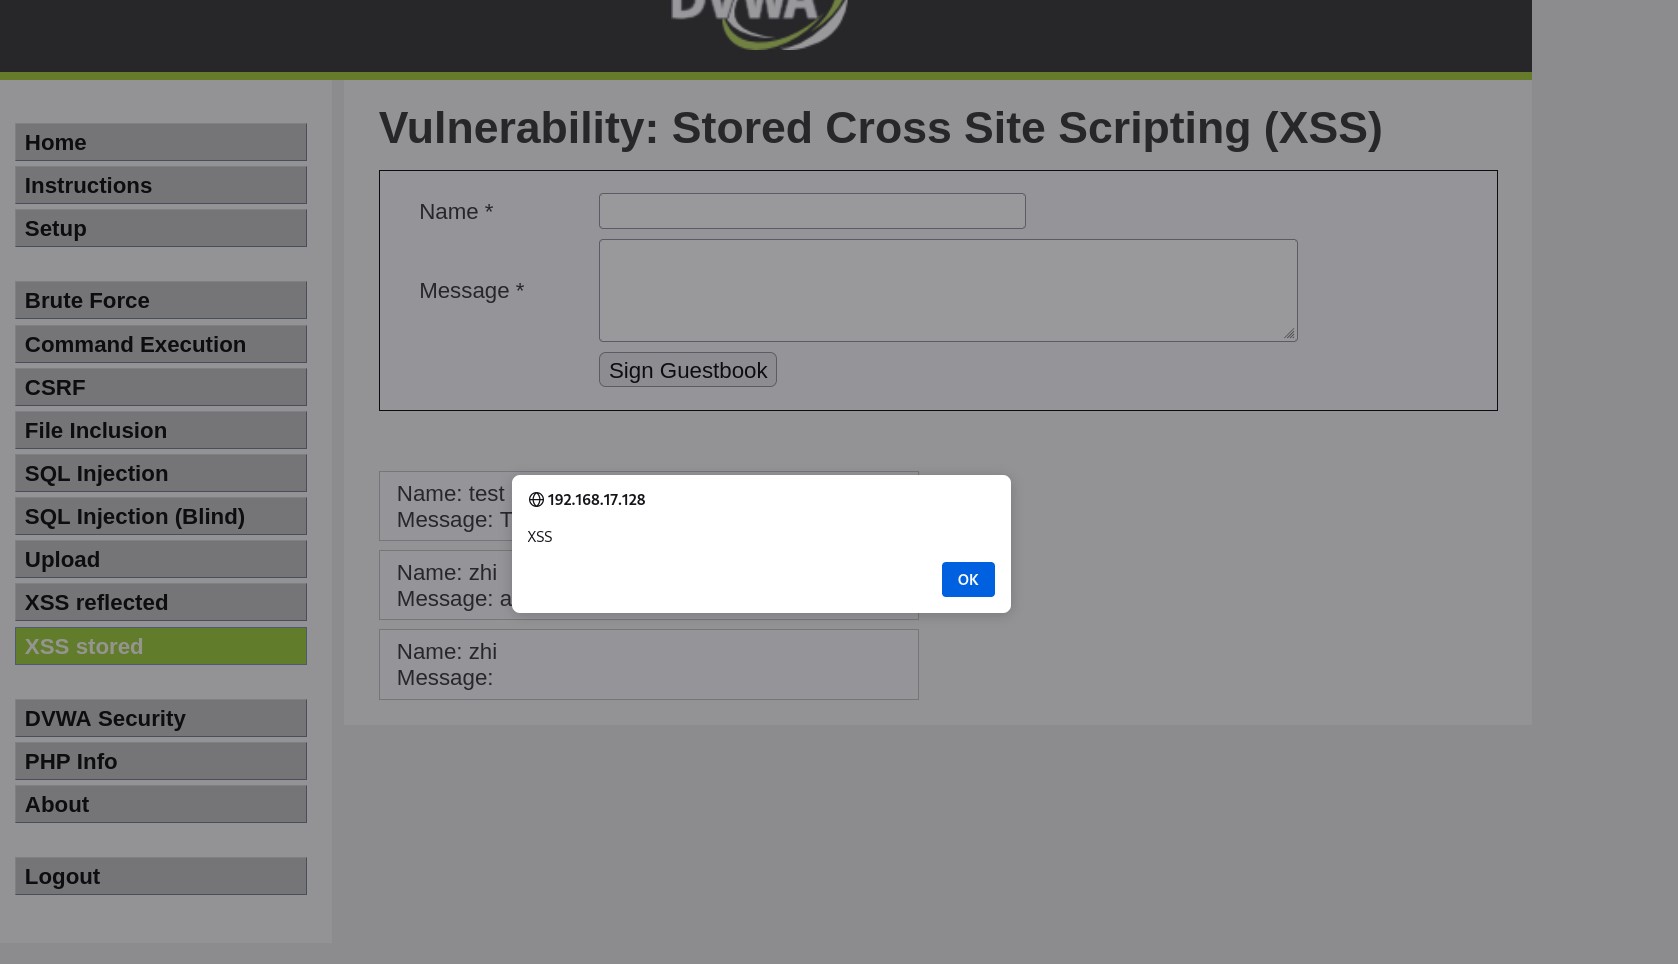 DVWA
Vulnerability: Stored Cross Site Scripting (XSS)
Home
Instructions
Setup
Brute Force
Command Execution
CSRF
File Inclusion
SQL Injection
SQL Injection (Blind)
Upload
XSS reflected
XSS stored
DVWA Security
PHP Info
About
Logout
Name *
Message *
Sign Guestbook
Name: test
Message: T
Name: zhi
Message: a
Name: zhi
Message:
192.168.17.128
XSS
OK